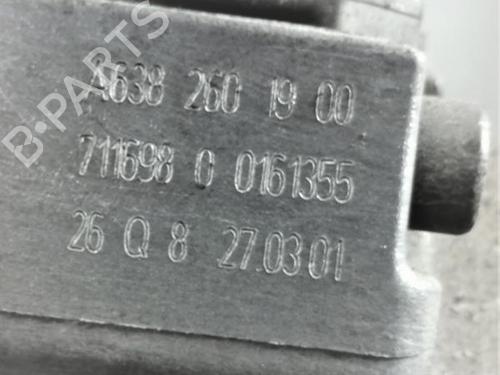 B-PARTS
A638 260 19 00
711698 0 0161355
26 Q 8 27.03 01